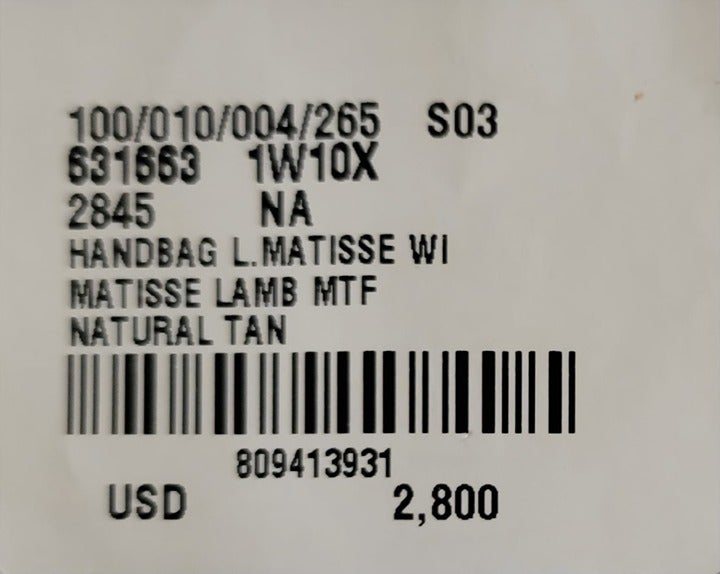 100/010/004/265 S03
631663 1W10X
2845 NA
HANDBAG L.MATISSE WI
MATISSE LAMB MTF
NATURAL TAN
809413931
USD 2,800